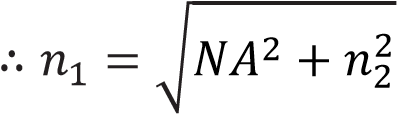 ∴ n₁ = √(NA² + n₂²)